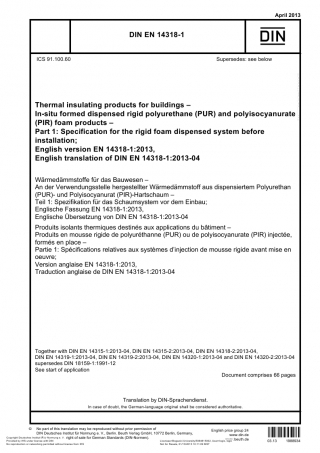 April 2013
DIN EN 14318-1
DIN
ICS 91.100.60
Supersedes: see below
Thermal insulating products for buildings –
In-situ formed dispensed rigid polyurethane (PUR) and polyisocyanurate
(PIR) foam products –
Part 1: Specification for the rigid foam dispensed system before
installation;
English version EN 14318-1:2013,
English translation of DIN EN 14318-1:2013-04
Wärmedämmstoffe für das Bauwesen –
An der Verwendungsstelle hergestellter Wärmedämmstoff aus dispensiertem Polyurethan
(PUR)- und Polyisocyanurat (PIR)-Hartschaum –
Teil 1: Spezifikation für das Schaumsystem vor dem Einbau;
Englische Fassung EN 14318-1:2013,
Englische Übersetzung von DIN EN 14318-1:2013-04
Produits isolants thermiques destinés aux applications du bâtiment –
Produits en mousse rigide de polyuréthanne (PUR) ou de polyisocyanurate (PIR) injectée,
formés en place –
Partie 1: Spécifications relatives aux systèmes d'injection de mousse rigide avant mise en
oeuvre;
Version anglaise EN 14318-1:2013,
Traduction anglaise de DIN EN 14318-1:2013-04
Together with DIN EN 14315-1:2013-04, DIN EN 14315-2:2013-04, DIN EN 14318-2:2013-04,
DIN EN 14319-1:2013-04, DIN EN 14319-2:2013-04, DIN EN 14320-1:2013-04 and DIN EN 14320-2:2013-04
supersedes DIN 18159-1:1991-12
See start of application
Document comprises 66 pages
Translation by DIN-Sprachendienst.
In case of doubt, the German-language original shall be considered authoritative.
No part of this translation may be reproduced without prior permission of
DIN Deutsches Institut für Normung e. V., Berlin. Beuth Verlag GmbH, 10772 Berlin, Germany,
right of sale for German Standards (DIN-Normen).
English price group 24
www.din.de
www.beuth.de
03.13